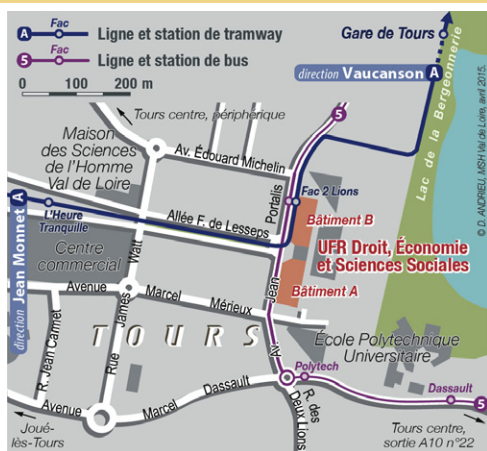 Fac
A Ligne et station de tramway
Fac
5 Ligne et station de bus
0 100 200 m
Gare de Tours
direction Vaucanson A
Lac de la Bergeonnerie
© D. ANDRIEU, MSH Val de Loire, avril 2015.
Tours centre, périphérique
5
Maison
des Sciences
de l'Homme
Val de Loire
Av. Édouard Michelin
Portalis
Fac 2 Lions
direction Jean Monnet A
L'Heure
Tranquille
Allée F. de Lesseps
Bâtiment B
UFR Droit, Économie
et Sciences Sociales
Centre
commercial
Watt
Jean
Bâtiment A
Avenue Marcel Mérieux
James
R. Jean Carmet
TOURS
Av.
École Polytechnique
Universitaire
Rue
Polytech
Dassault
5
Avenue Marcel Dassault
R. des
Deux Lions
Joué-
lès-Tours
Tours centre,
sortie A10 n°22